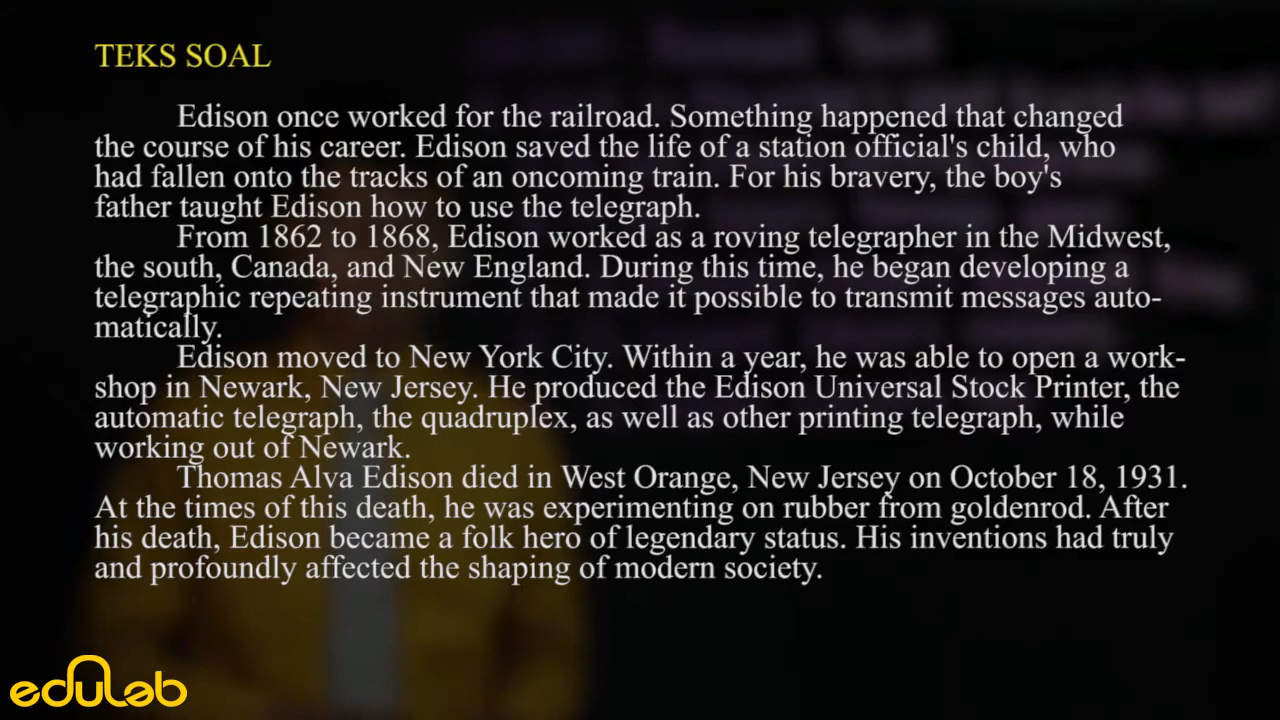 TEKS SOAL
Edison once worked for the railroad. Something happened that changed
the course of his career. Edison saved the life of a station official's child, who
had fallen onto the tracks of an oncoming train. For his bravery, the boy's
father taught Edison how to use the telegraph.
From 1862 to 1868, Edison worked as a roving telegrapher in the Midwest,
the south, Canada, and New England. During this time, he began developing a
telegraphic repeating instrument that made it possible to transmit messages auto-
matically.
Edison moved to New York City. Within a year, he was able to open a work-
shop in Newark, New Jersey. He produced the Edison Universal Stock Printer, the
automatic telegraph, the quadruplex, as well as other printing telegraph, while
working out of Newark.
Thomas Alva Edison died in West Orange, New Jersey on October 18, 1931.
At the times of this death, he was experimenting on rubber from goldenrod. After
his death, Edison became a folk hero of legendary status. His inventions had truly
and profoundly affected the shaping of modern society.
edulab